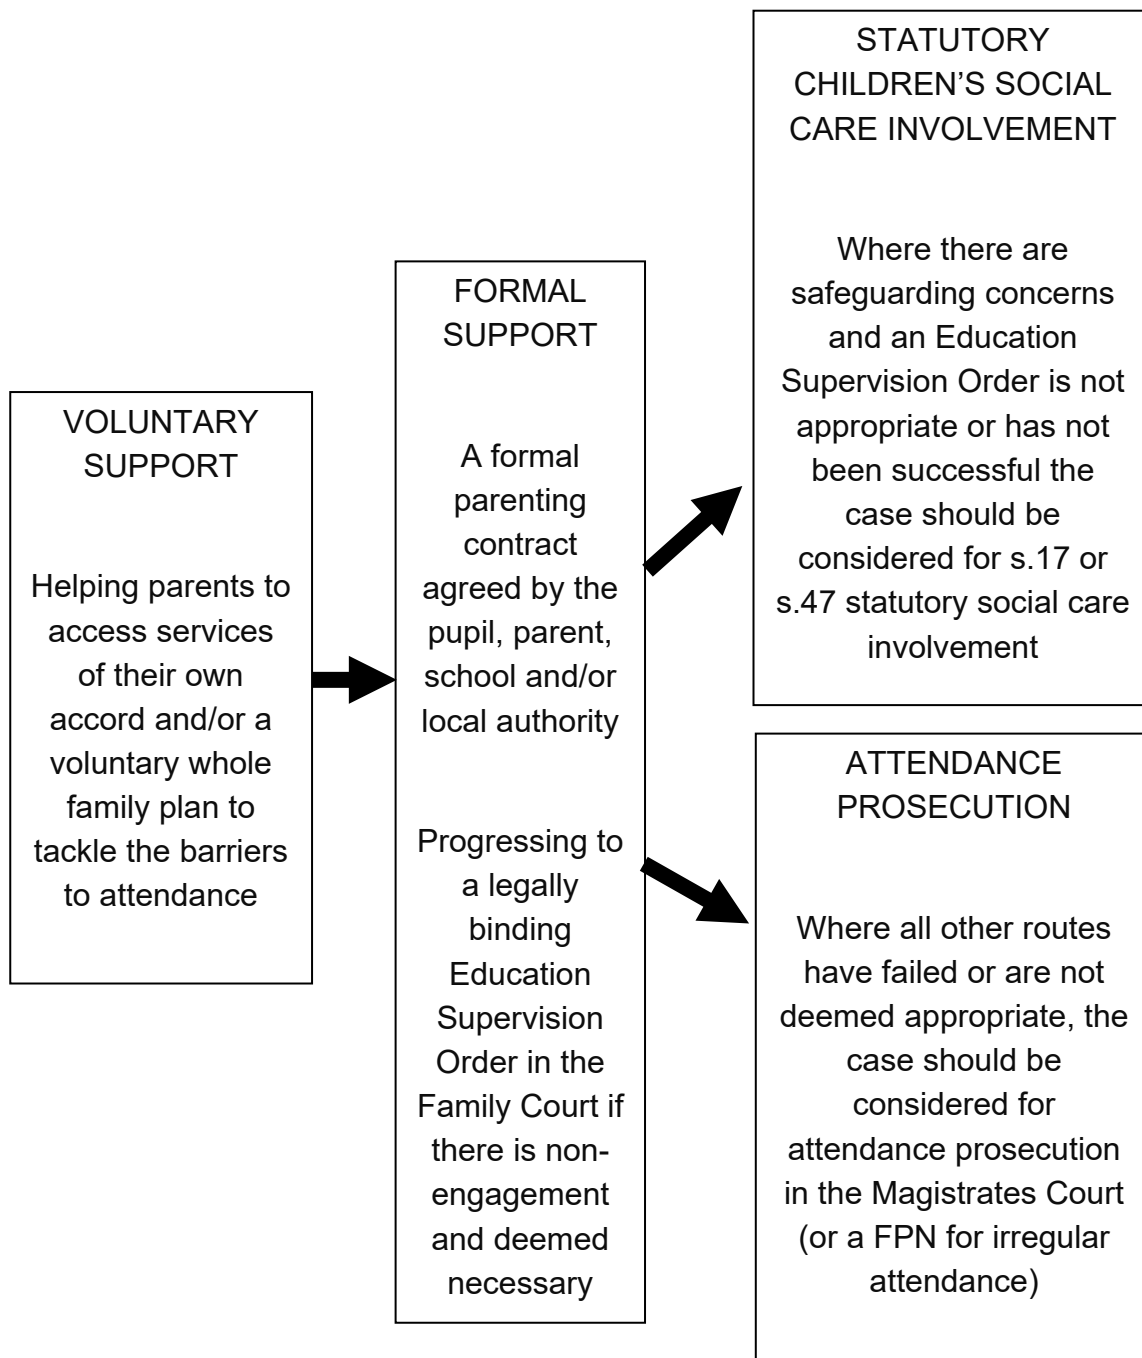 VOLUNTARY
SUPPORT
Helping parents to
access services
of their own
accord and/or a
voluntary whole
family plan to
tackle the barriers
to attendance
FORMAL
SUPPORT
A formal
parenting
contract
agreed by the
pupil, parent,
school and/or
local authority
Progressing to
a legally
binding
Education
Supervision
Order in the
Family Court if
there is non-
engagement
and deemed
necessary
STATUTORY
CHILDREN’S SOCIAL
CARE INVOLVEMENT
Where there are
safeguarding concerns
and an Education
Supervision Order is not
appropriate or has not
been successful the
case should be
considered for s.17 or
s.47 statutory social care
involvement
ATTENDANCE
PROSECUTION
Where all other routes
have failed or are not
deemed appropriate, the
case should be
considered for
attendance prosecution
in the Magistrates Court
(or a FPN for irregular
attendance)